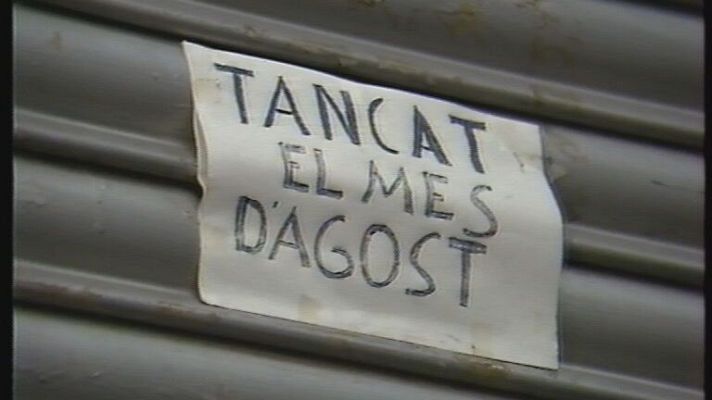 TANCAT
EL MES
D'AGOST